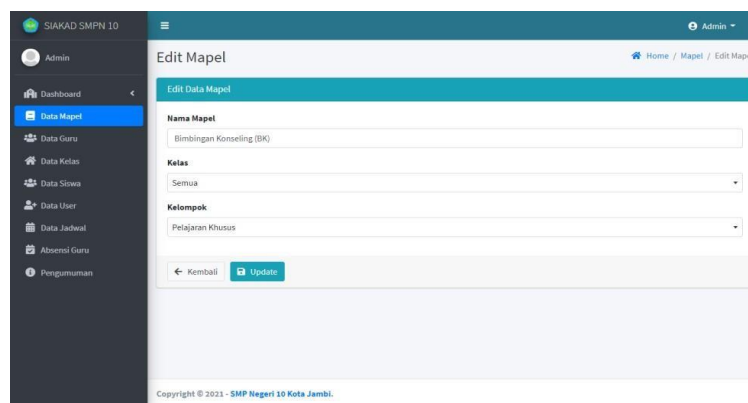 SIAKAD SMPN 10
Admin
Admin
Dashboard
Data Mapel
Data Guru
Data Kelas
Data Siswa
Data User
Data Jadwal
Absensi Guru
Pengumuman
Edit Mapel
Home / Mapel / Edit Mape
Edit Data Mapel
Nama Mapel
Bimbingan Konseling (BK)
Kelas
Semua
Kelompok
Pelajaran Khusus
Kembali
Update
Copyright © 2021 - SMP Negeri 10 Kota Jambi.